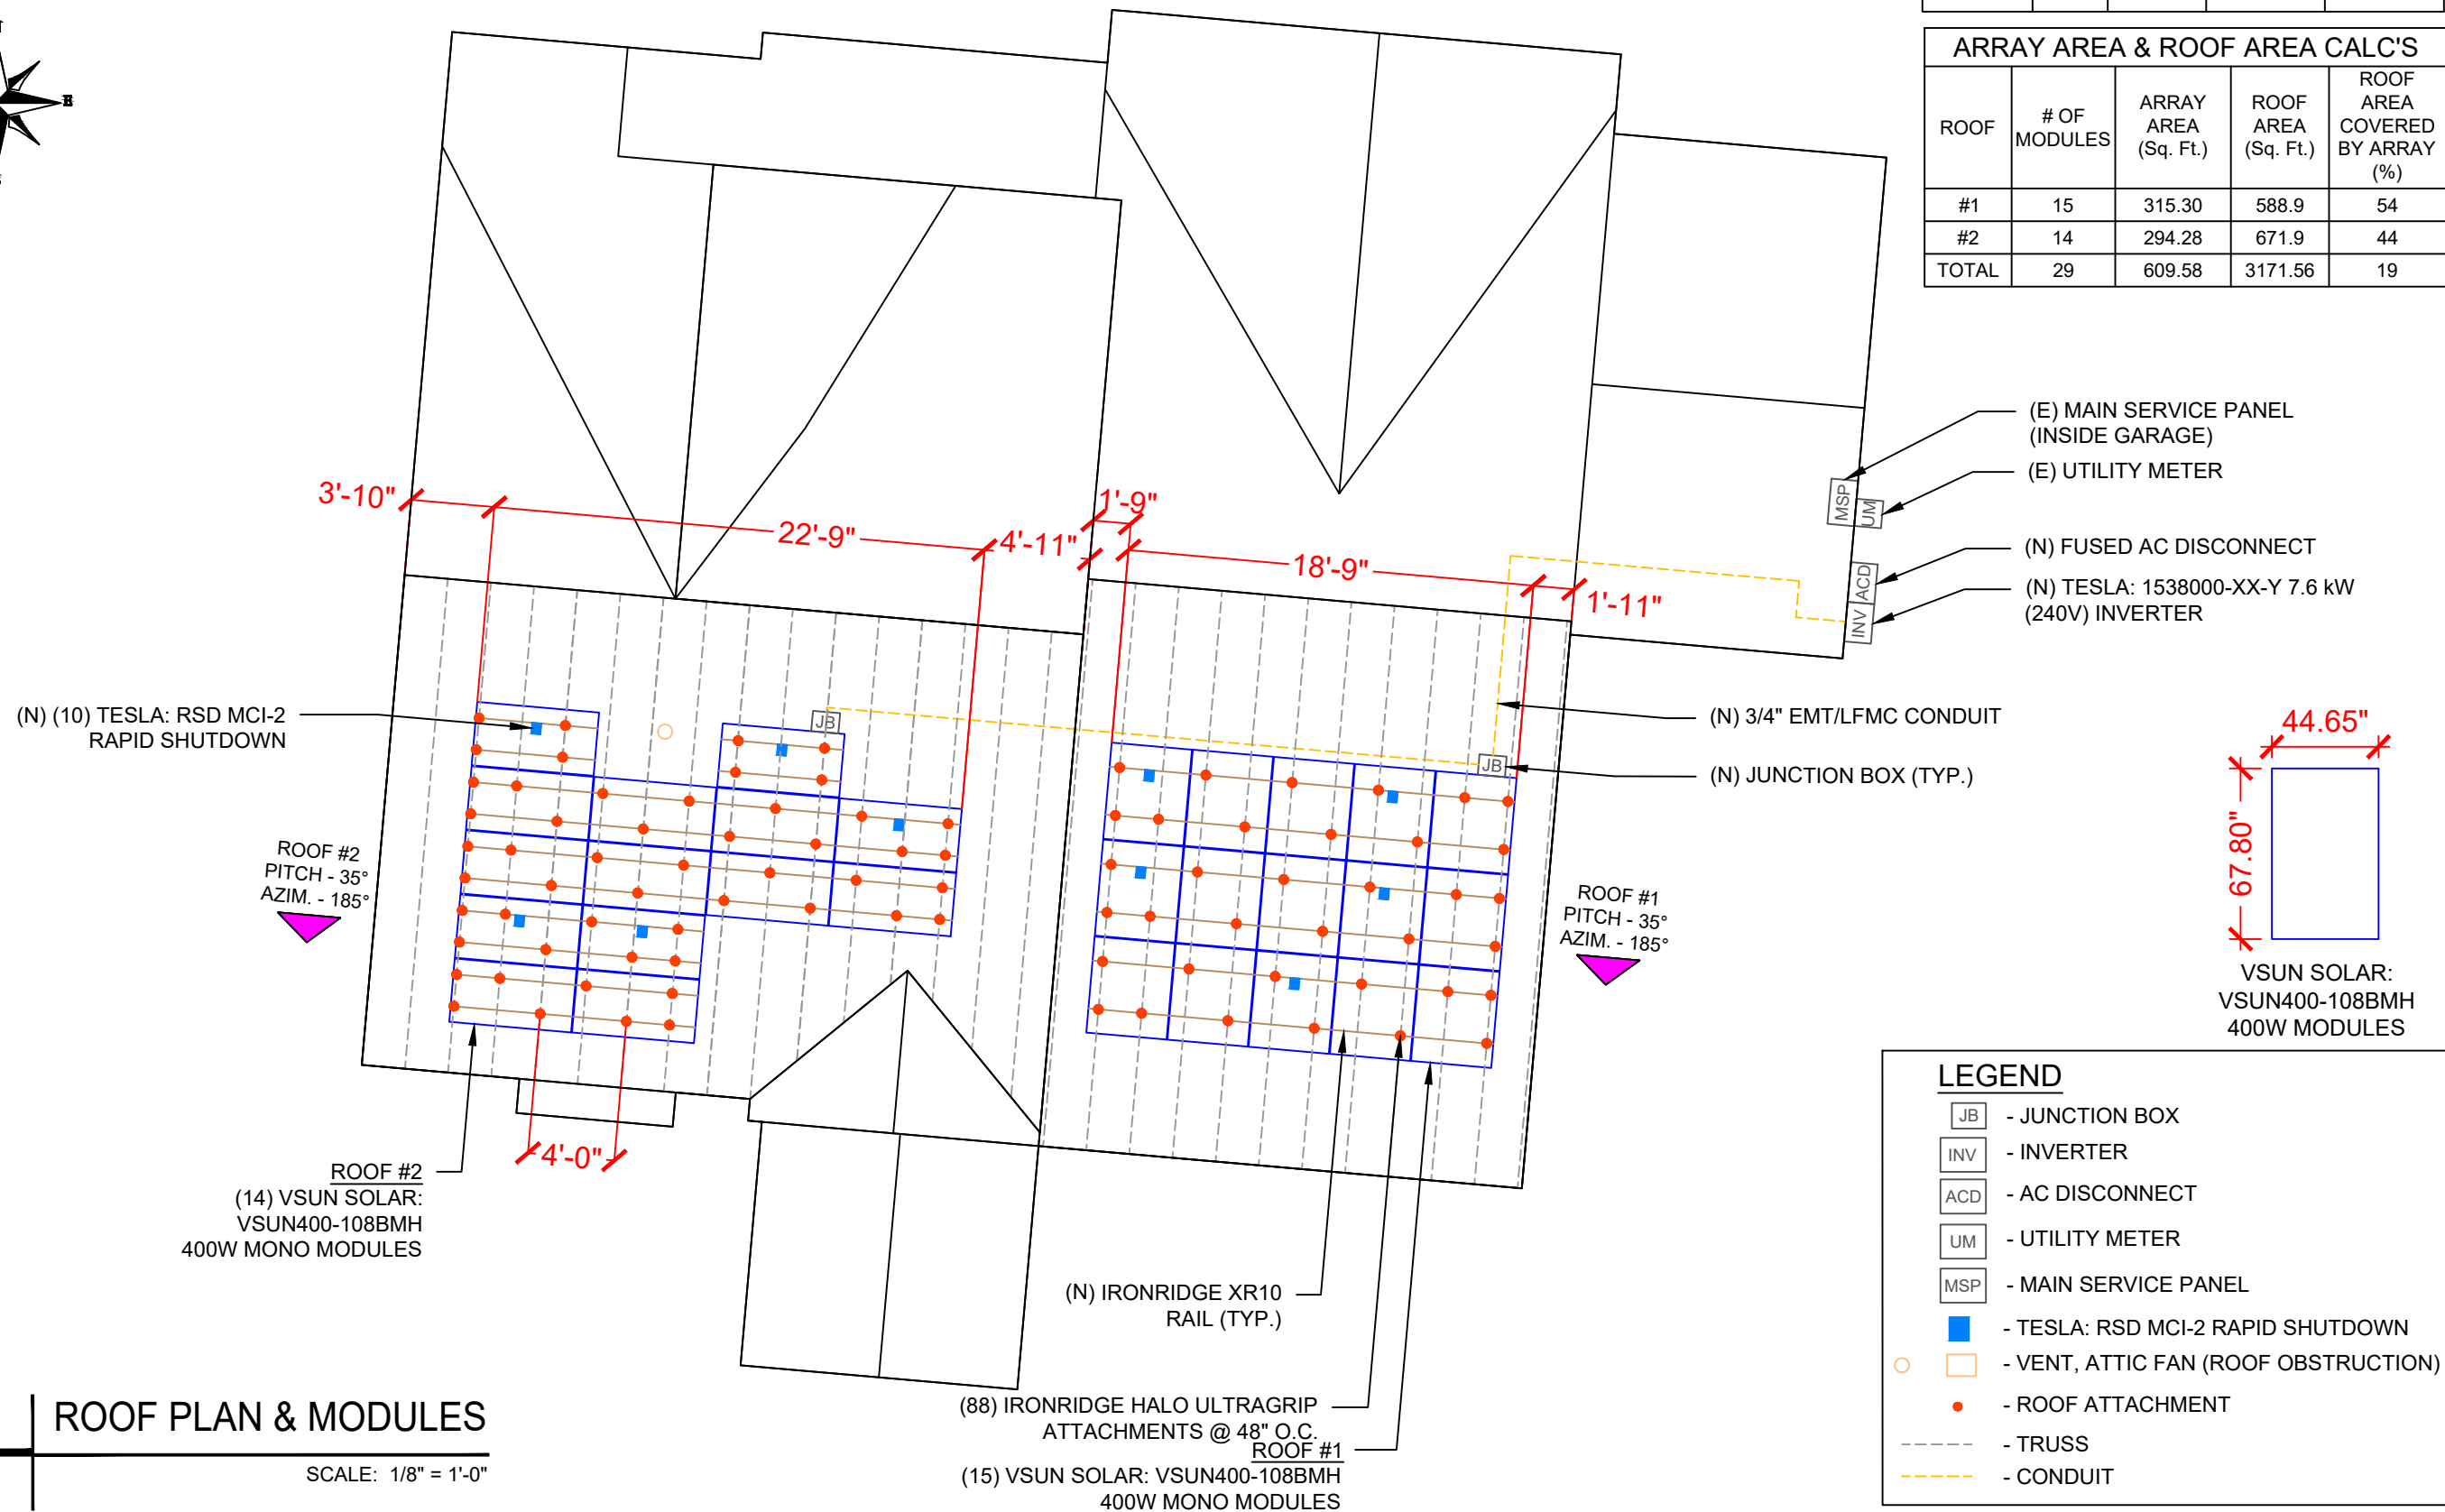 ARRAY AREA & ROOF AREA CALC'S
ROOF
# OF
MODULES
ARRAY
AREA
(Sq. Ft.)
ROOF
AREA
(Sq. Ft.)
ROOF
AREA
COVERED
BY ARRAY
(%)
#1 15 315.30 588.9 54
#2 14 294.28 671.9 44
TOTAL 29 609.58 3171.56 19
(E) MAIN SERVICE PANEL
(INSIDE GARAGE)
(E) UTILITY METER
(N) FUSED AC DISCONNECT
(N) TESLA: 1538000-XX-Y 7.6 kW
(240V) INVERTER
MSP
UM
ACD
INV
3'-10"
22'-9"
4'-11"
1'-9"
18'-9"
1'-11"
(N) (10) TESLA: RSD MCI-2
RAPID SHUTDOWN
JB
JB
(N) 3/4" EMT/LFMC CONDUIT
(N) JUNCTION BOX (TYP.)
ROOF #2
PITCH - 35°
AZIM. - 185°
ROOF #1
PITCH - 35°
AZIM. - 185°
44.65"
67.80"
VSUN SOLAR:
VSUN400-108BMH
400W MODULES
4'-0"
ROOF #2
(14) VSUN SOLAR:
VSUN400-108BMH
400W MONO MODULES
(N) IRONRIDGE XR10
RAIL (TYP.)
(88) IRONRIDGE HALO ULTRAGRIP
ATTACHMENTS @ 48" O.C.
ROOF #1
(15) VSUN SOLAR: VSUN400-108BMH
400W MONO MODULES
LEGEND
JB - JUNCTION BOX
INV - INVERTER
ACD - AC DISCONNECT
UM - UTILITY METER
MSP - MAIN SERVICE PANEL
- TESLA: RSD MCI-2 RAPID SHUTDOWN
- VENT, ATTIC FAN (ROOF OBSTRUCTION)
- ROOF ATTACHMENT
- TRUSS
- CONDUIT
ROOF PLAN & MODULES
SCALE: 1/8" = 1'-0"